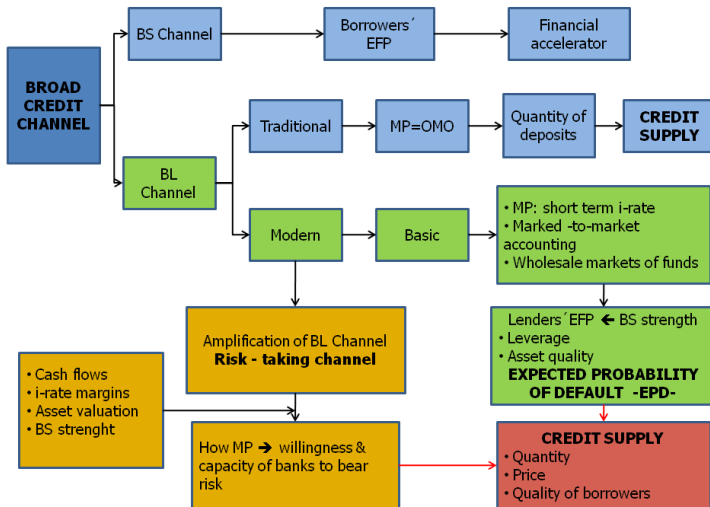 BS Channel
Borrowers´
EFP
Financial
accelerator
BROAD
CREDIT
CHANNEL
Traditional
MP=OMO
Quantity of
deposits
CREDIT
SUPPLY
BL
Channel
Modern
Basic
• MP: short term i-rate
• Marked -to-market
accounting
• Wholesale markets of funds
Amplification of BL Channel
Risk - taking channel
Lenders´EFP ← BS strength
• Leverage
• Asset quality
EXPECTED PROBABILITY
OF DEFAULT -EPD-
• Cash flows
• i-rate margins
• Asset valuation
• BS strenght
How MP → willingness &
capacity of banks to bear
risk
CREDIT SUPPLY
• Quantity
• Price
• Quality of borrowers